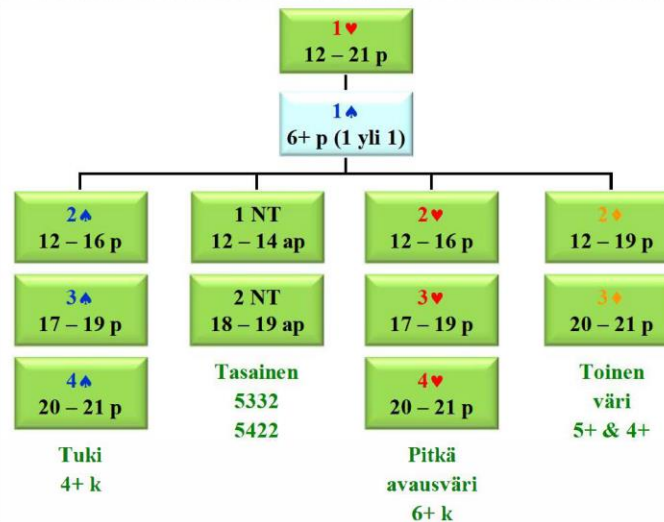 1♥
12 – 21 p
1♠
6+ p (1 yli 1)
2♠
12 – 16 p
3♠
17 – 19 p
4♠
20 – 21 p
Tuki
4+ k
1 NT
12 – 14 ap
2 NT
18 – 19 ap
Tasainen
5332
5422
2♥
12 – 16 p
3♥
17 – 19 p
4♥
20 – 21 p
Pitkä
avausväri
6+ k
2♦
12 – 19 p
3♦
20 – 21 p
Toinen
väri
5+ & 4+